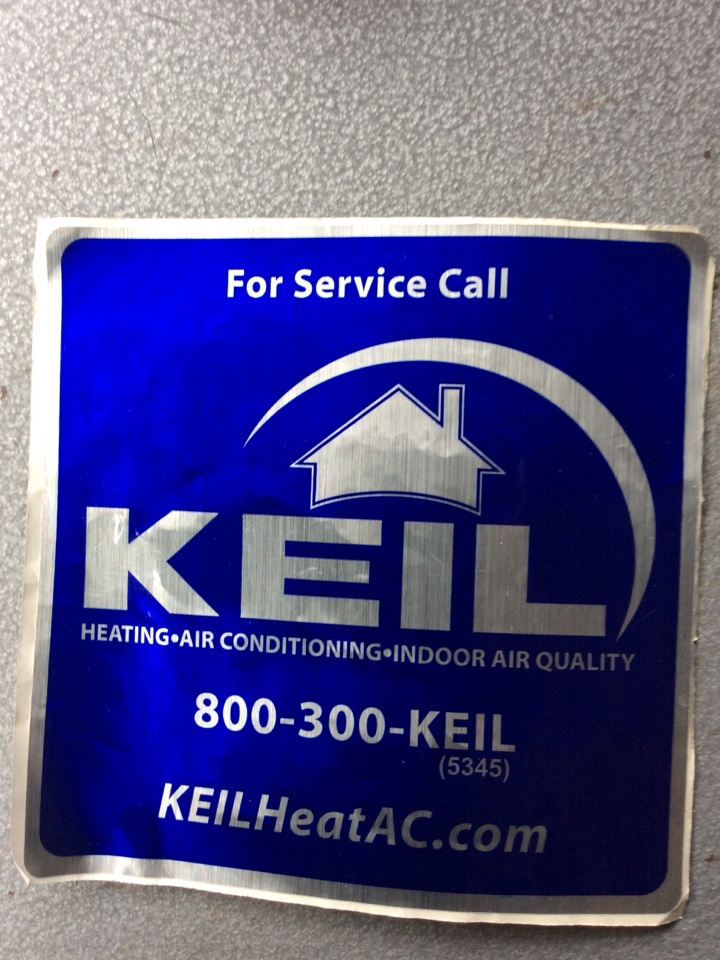 For Service Call
KEIL
HEATING•AIR CONDITIONING•INDOOR AIR QUALITY
800-300-KEIL
(5345)
KEILHeatAC.com